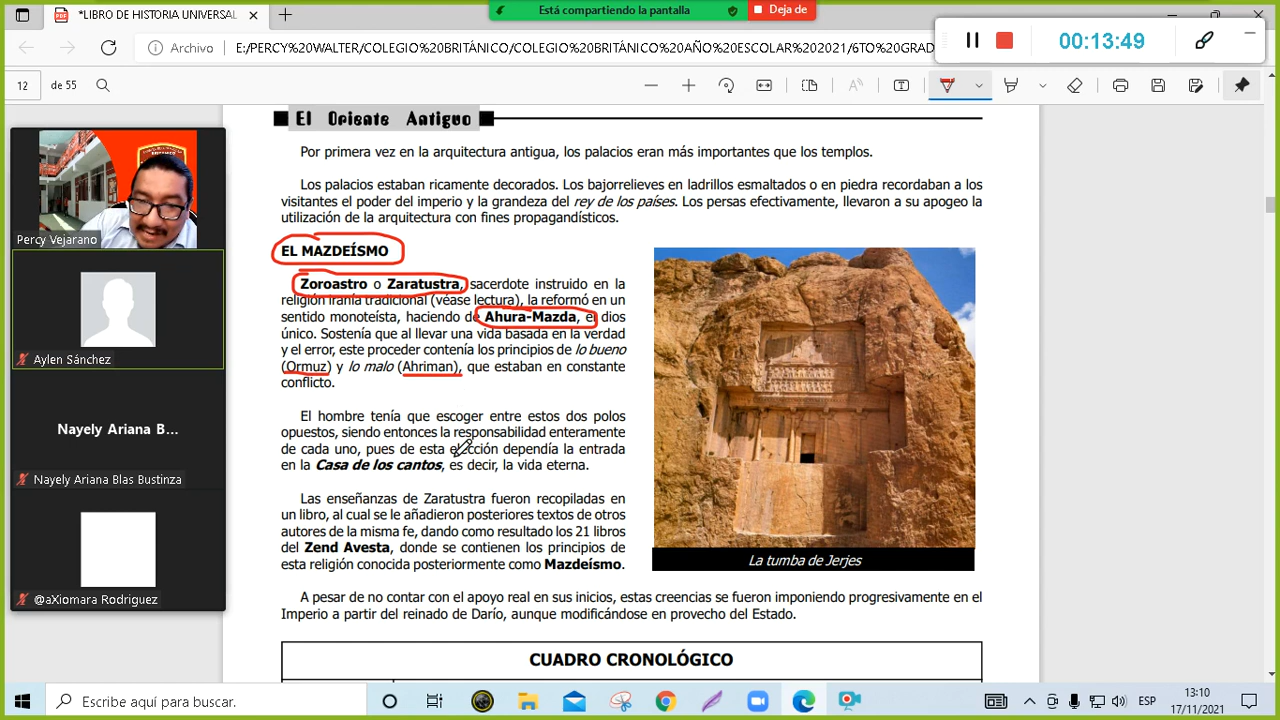 *LIBRO DE HISTORIA UNIVERSAL
Está compartiendo la pantalla
Deja de
Archivo
E:/PERCY%20WALTER/COLEGIO%20BRITÁNICO/COLEGIO%20BRITÁNICO%20AÑO%20ESCOLAR%202021/6TO%20GRAD
00:13:49
12 de 55
El Oriente Antiguo
Por primera vez en la arquitectura antigua, los palacios eran más importantes que los templos.
Los palacios estaban ricamente decorados. Los bajorrelieves en ladrillos esmaltados o en piedra recordaban a los
visitantes el poder del imperio y la grandeza del rey de los países. Los persas efectivamente, llevaron a su apogeo la
utilización de la arquitectura con fines propagandísticos.
EL MAZDEÍSMO
Zoroastro o Zaratustra, sacerdote instruido en la
religión irania tradicional (véase lectura), la reformó en un
sentido monoteísta, haciendo de Ahura-Mazda, el dios
único. Sostenía que al llevar una vida basada en la verdad
y el error, este proceder contenía los principios de lo bueno
(Ormuz) y lo malo (Ahriman), que estaban en constante
conflicto.
El hombre tenía que escoger entre estos dos polos
opuestos, siendo entonces la responsabilidad enteramente
de cada uno, pues de esta elección dependía la entrada
en la Casa de los cantos, es decir, la vida eterna.
Las enseñanzas de Zaratustra fueron recopiladas en
un libro, al cual se le añadieron posteriores textos de otros
autores de la misma fe, dando como resultado los 21 libros
del Zend Avesta, donde se contienen los principios de
esta religión conocida posteriormente como Mazdeísmo.
La tumba de Jerjes
A pesar de no contar con el apoyo real en sus inicios, estas creencias se fueron imponiendo progresivamente en el
Imperio a partir del reinado de Darío, aunque modificándose en provecho del Estado.
CUADRO CRONOLÓGICO
Percy Vejarano
Aylen Sánchez
Nayely Ariana B...
Nayely Ariana Blas Bustinza
@aXiomara Rodriguez
Escribe aquí para buscar.
ESP
13:10
17/11/2021